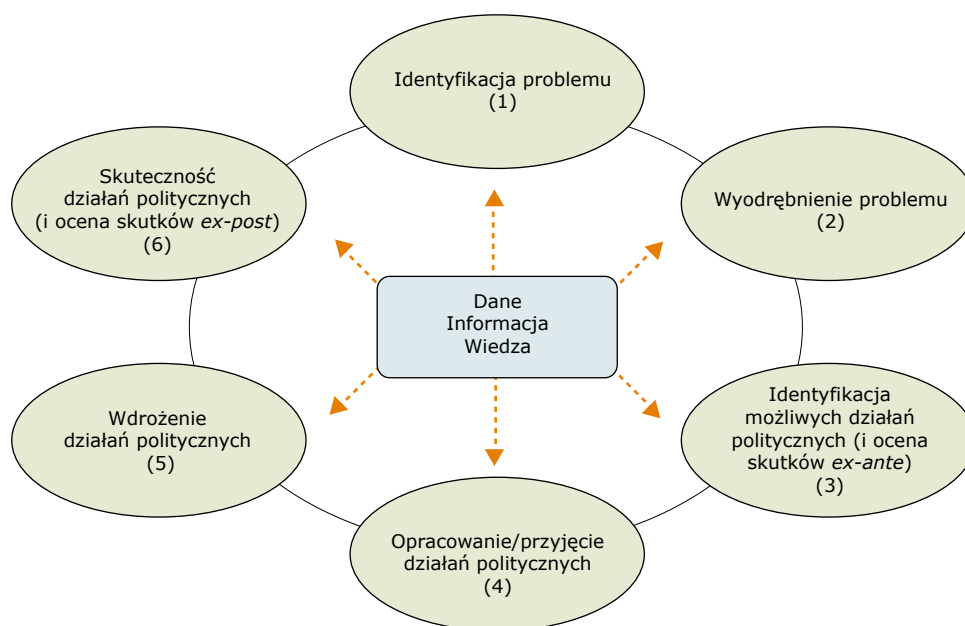 Identyfikacja problemu
(1)
Wyodrębnienie problemu
(2)
Identyfikacja
możliwych działań
politycznych (i ocena
skutków ex-ante)
(3)
Opracowanie/przyjęcie
działań politycznych
(4)
Wdrożenie
działań politycznych
(5)
Skuteczność
działań politycznych
(i ocena skutków ex-post)
(6)
Dane
Informacja
Wiedza